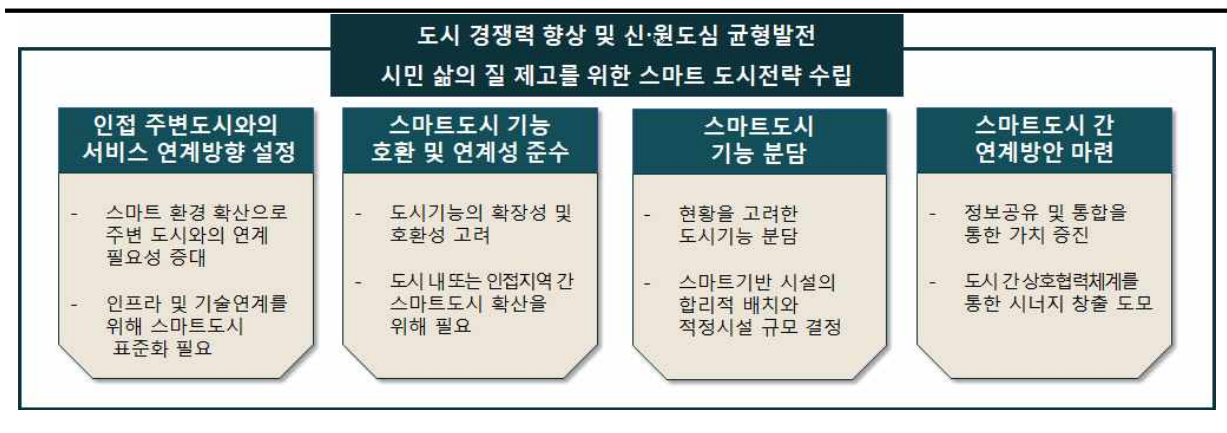 도시 경쟁력 향상 및 신·원도심 균형발전
시민 삶의 질 제고를 위한 스마트 도시전략 수립
인접 주변도시와의
서비스 연계방향 설정
- 스마트 환경 확산으로
주변 도시와의 연계
필요성 증대
- 인프라 및 기술연계를
위해 스마트도시
표준화 필요
스마트도시 기능
호환 및 연계성 준수
- 도시기능의 확장성 및
호환성 고려
- 도시 내 또는 인접지역 간
스마트도시 확산을
위해 필요
스마트도시
기능 분담
- 현황을 고려한
도시기능 분담
- 스마트기반 시설의
합리적 배치와
적정시설 규모 결정
스마트도시 간
연계방안 마련
- 정보공유 및 통합을
통한 가치 증진
- 도시 간 상호협력체계를
통한 시너지 창출 도모